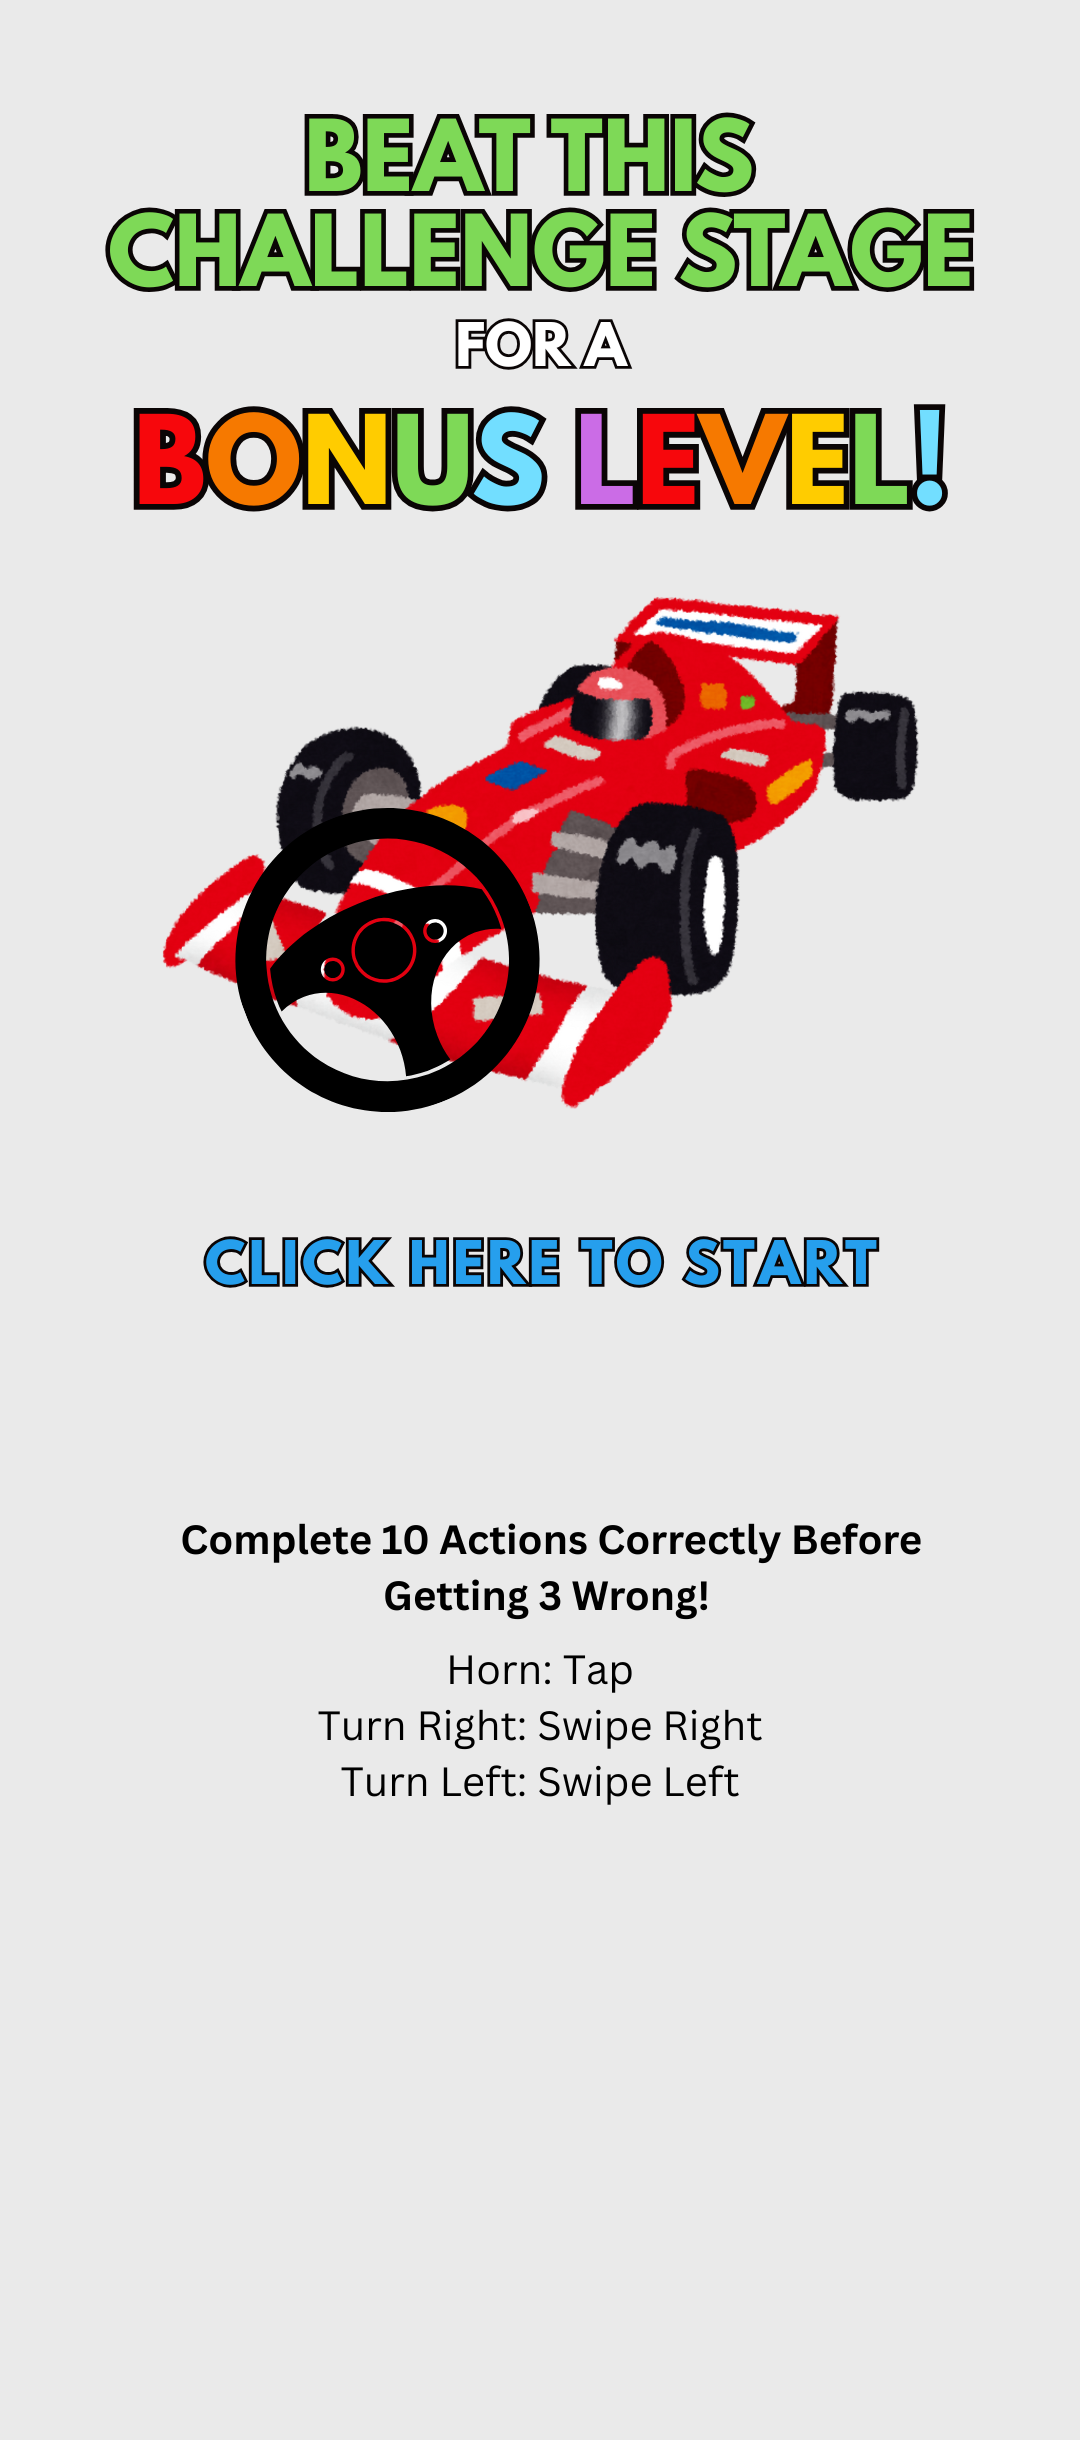 BEAT THIS
CHALLENGE STAGE
FOR A
BONUS LEVEL!
CLICK HERE TO START
Complete 10 Actions Correctly Before
Getting 3 Wrong!
Horn: Tap
Turn Right: Swipe Right
Turn Left: Swipe Left